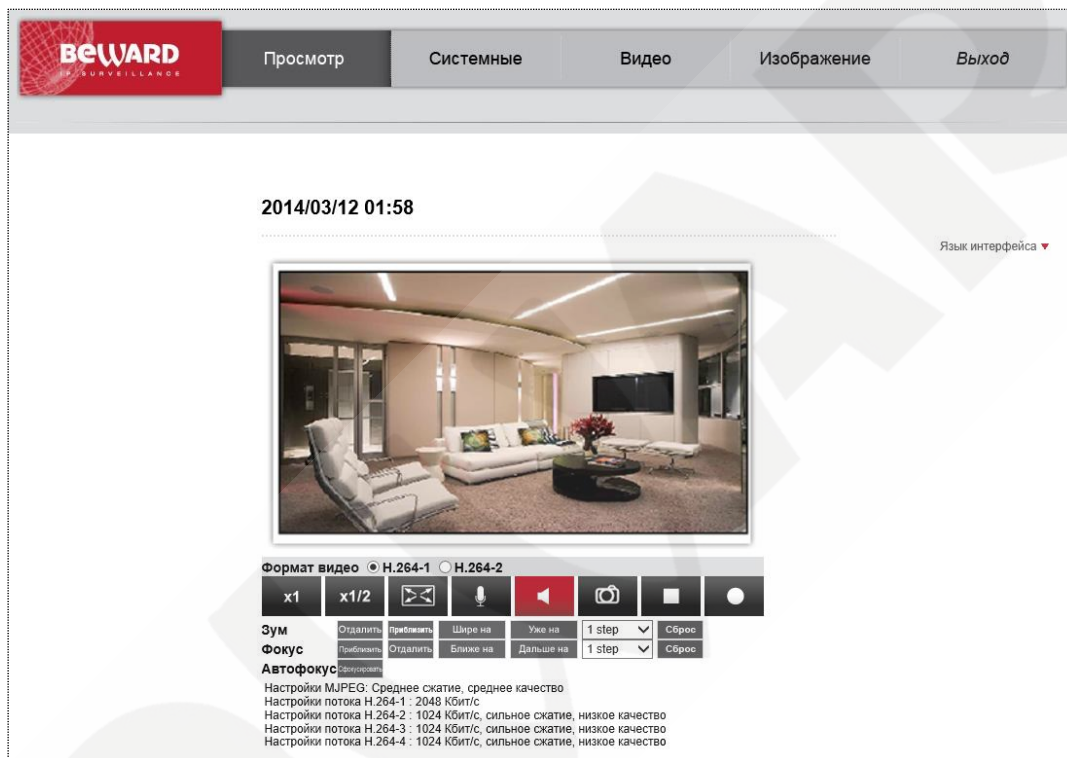 BEWARD
IP SURVEILLANCE
Просмотр Системные Видео Изображение Выход
2014/03/12 01:58
Язык интерфейса
Формат видео H.264-1 H.264-2
x1 x1/2
Зум Отдалить Приблизить Шире на Уже на 1 step Сброс
Фокус Приблизить Отдалить Ближе на Дальше на 1 step Сброс
Автофокус Сфокусировать
Настройки MJPEG: Среднее сжатие, среднее качество
Настройки потока H.264-1 : 2048 Кбит/с
Настройки потока H.264-2 : 1024 Кбит/с, сильное сжатие, низкое качество
Настройки потока H.264-3 : 1024 Кбит/с, сильное сжатие, низкое качество
Настройки потока H.264-4 : 1024 Кбит/с, сильное сжатие, низкое качество